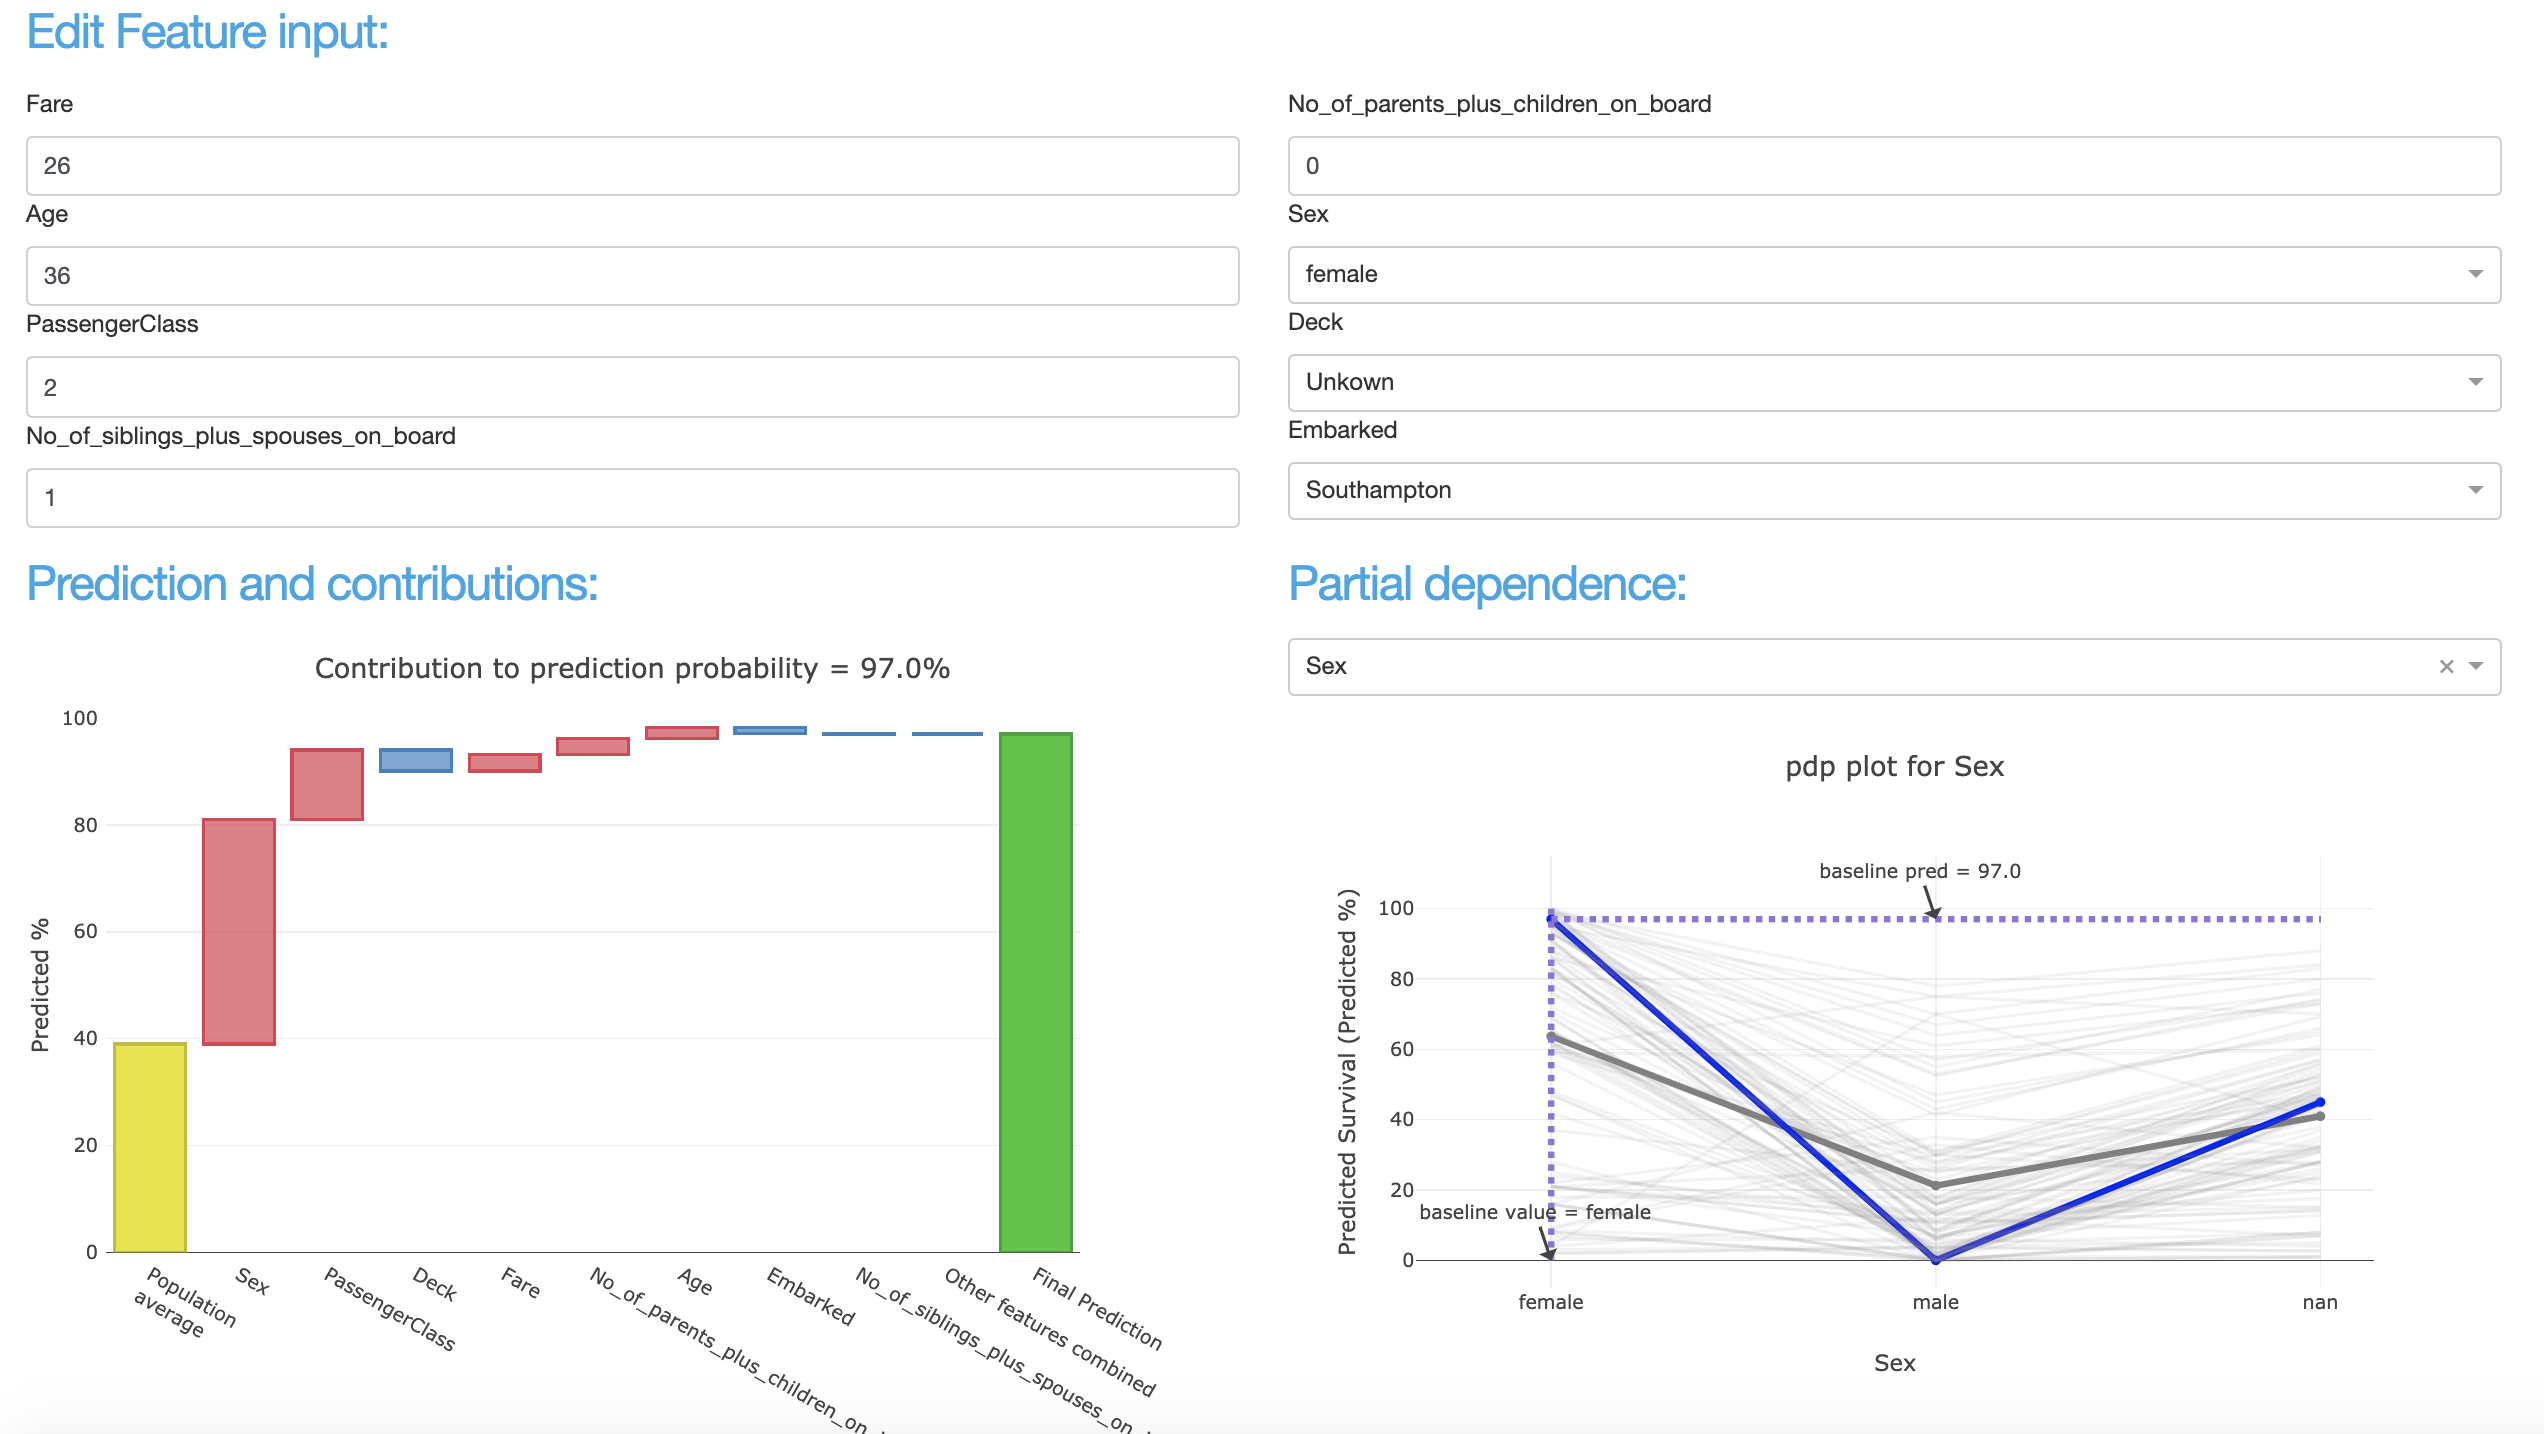 Edit Feature input:
Fare
26
Age
36
PassengerClass
2
No_of_siblings_plus_spouses_on_board
1
No_of_parents_plus_children_on_board
0
Sex
female
Deck
Unkown
Embarked
Southampton
Prediction and contributions:
Contribution to prediction probability = 97.0%
Predicted %
100
80
60
40
20
0
Population
average
Sex
PassengerClass
Deck
Fare
No_of_parents_plus_children_on_
Age
Embarked
No_of_siblings_plus_spouses_on_
Other features combined
Final Prediction
Partial dependence:
Sex
pdp plot for Sex
baseline pred = 97.0
Predicted Survival (Predicted %)
100
80
60
40
20
0
baseline value = female
female
male
nan
Sex